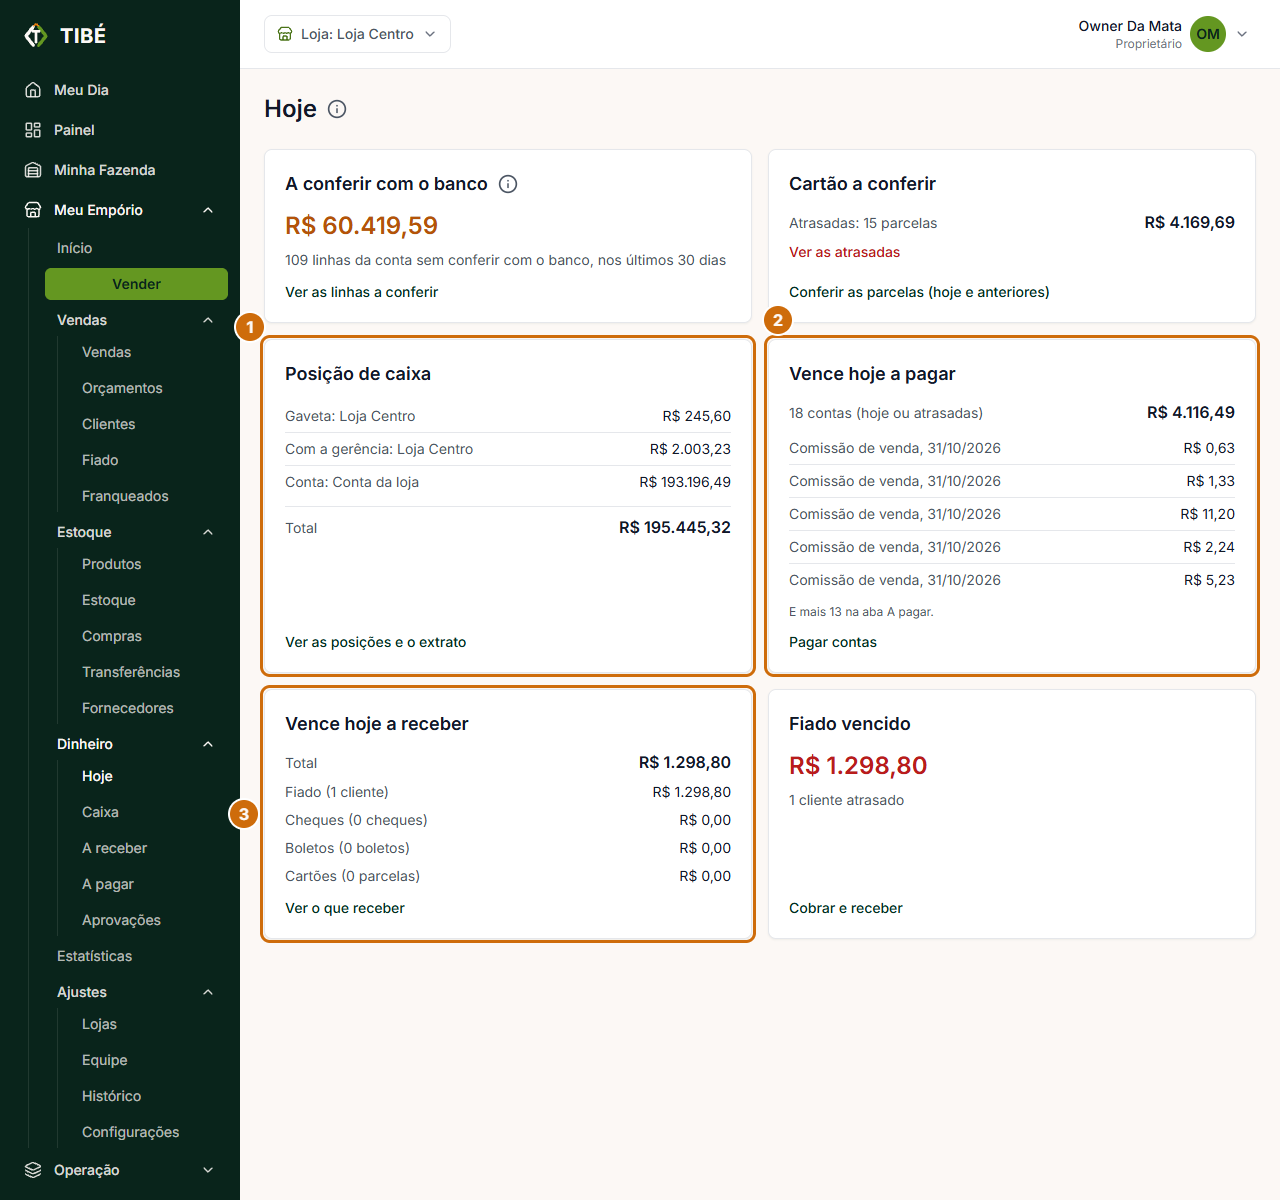 TIBÉ
Meu Dia
Painel
Minha Fazenda
Meu Empório
Início
Vender
Vendas
Vendas
Orçamentos
Clientes
Fiado
Franqueados
Estoque
Produtos
Estoque
Compras
Transferências
Fornecedores
Dinheiro
Hoje
Caixa
A receber
A pagar
Aprovações
Estatísticas
Ajustes
Lojas
Equipe
Histórico
Configurações
Operação
Loja: Loja Centro
Owner Da Mata
Proprietário
OM
Hoje
A conferir com o banco
R$ 60.419,59
109 linhas da conta sem conferir com o banco, nos últimos 30 dias
Ver as linhas a conferir
Cartão a conferir
Atrasadas: 15 parcelas R$ 4.169,69
Ver as atrasadas
Conferir as parcelas (hoje e anteriores)
1
Posição de caixa
Gaveta: Loja Centro R$ 245,60
Com a gerência: Loja Centro R$ 2.003,23
Conta: Conta da loja R$ 193.196,49
Total R$ 195.445,32
Ver as posições e o extrato
2
Vence hoje a pagar
18 contas (hoje ou atrasadas) R$ 4.116,49
Comissão de venda, 31/10/2026 R$ 0,63
Comissão de venda, 31/10/2026 R$ 1,33
Comissão de venda, 31/10/2026 R$ 11,20
Comissão de venda, 31/10/2026 R$ 2,24
Comissão de venda, 31/10/2026 R$ 5,23
E mais 13 na aba A pagar.
Pagar contas
3
Vence hoje a receber
Total R$ 1.298,80
Fiado (1 cliente) R$ 1.298,80
Cheques (0 cheques) R$ 0,00
Boletos (0 boletos) R$ 0,00
Cartões (0 parcelas) R$ 0,00
Ver o que receber
Fiado vencido
R$ 1.298,80
1 cliente atrasado
Cobrar e receber